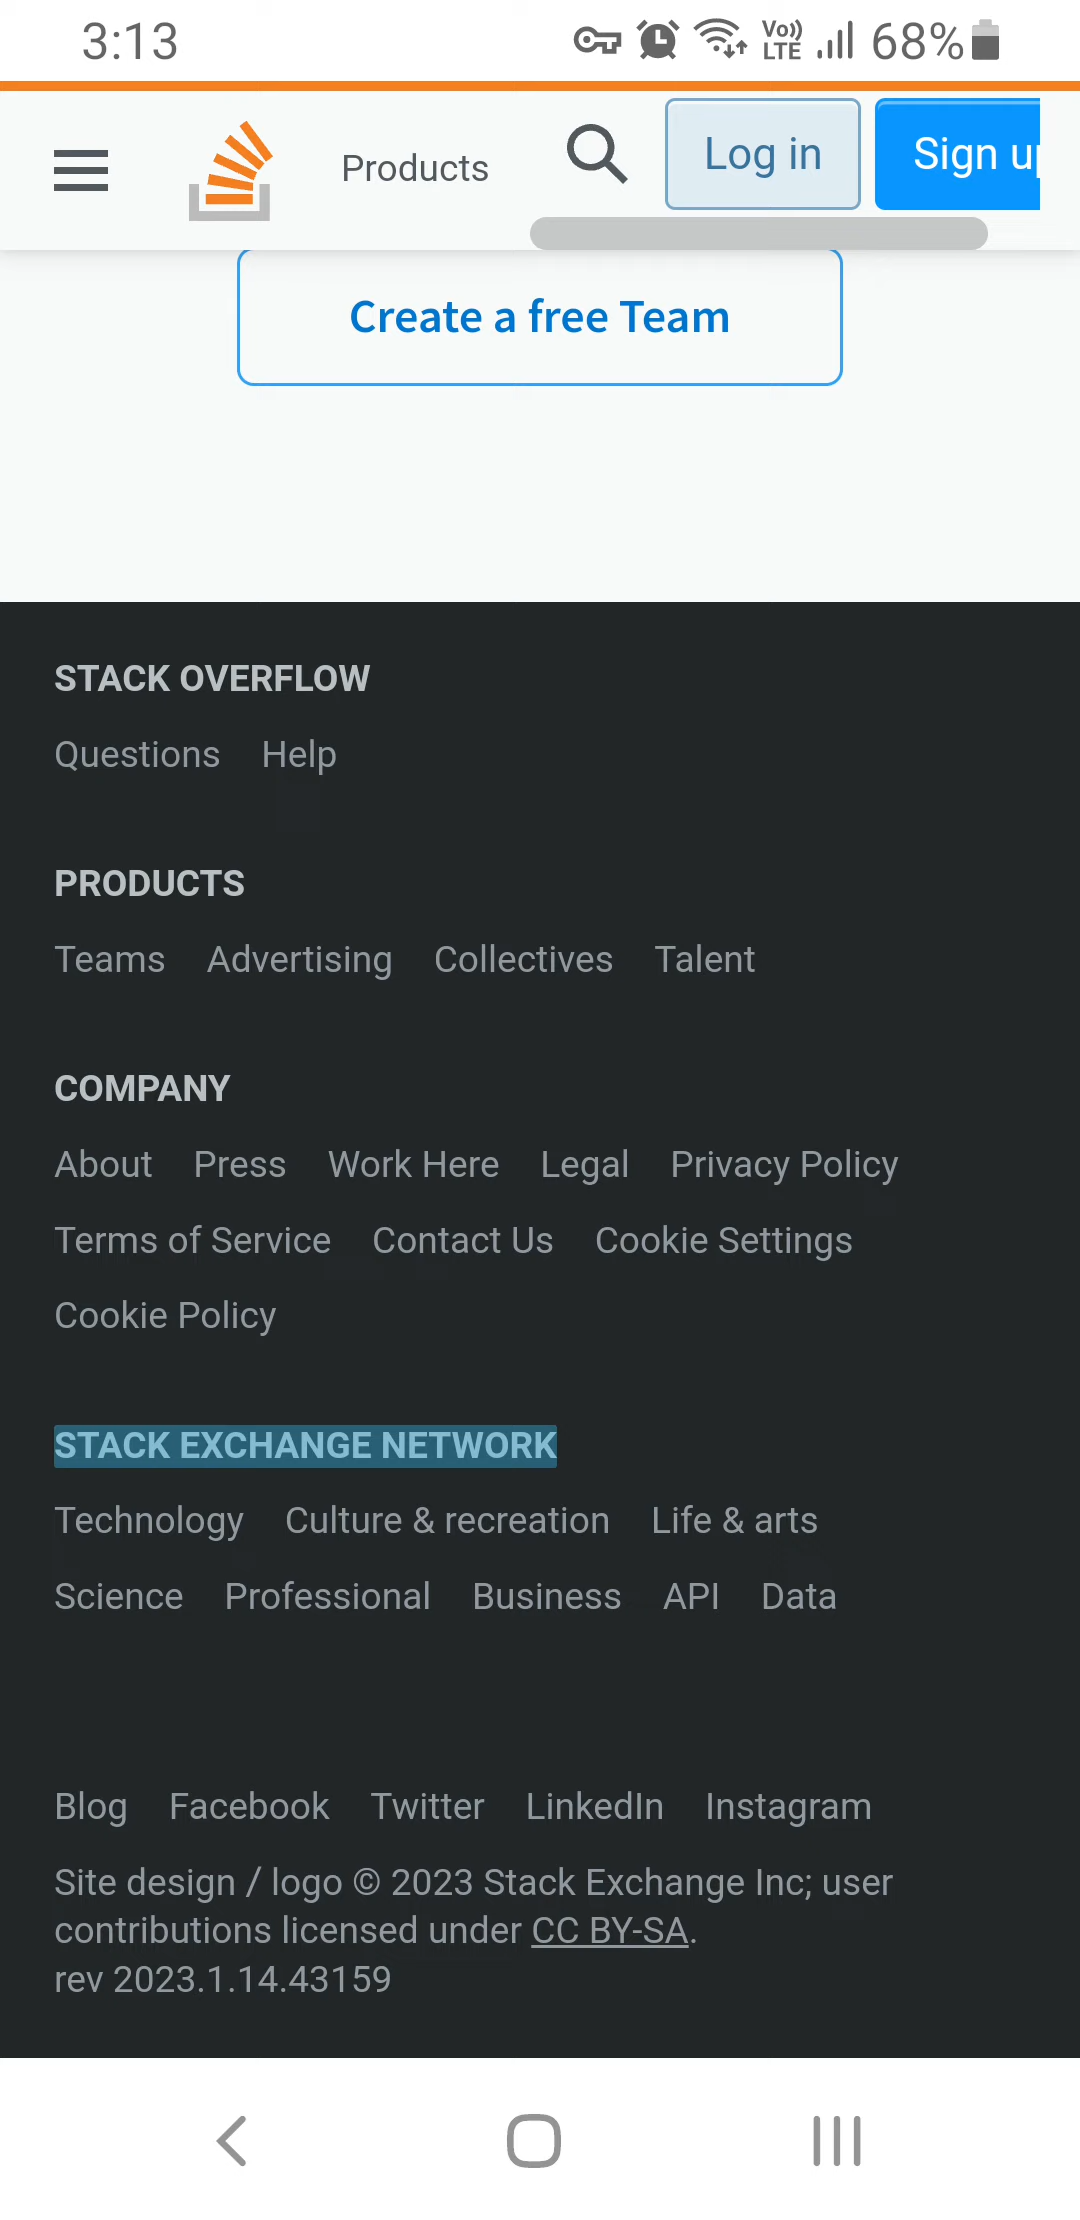 3:13 Vo)) LTE 68%
Products Log in Sign up
Create a free Team
STACK OVERFLOW
Questions Help
PRODUCTS
Teams Advertising Collectives Talent
COMPANY
About Press Work Here Legal Privacy Policy
Terms of Service Contact Us Cookie Settings
Cookie Policy
STACK EXCHANGE NETWORK
Technology Culture & recreation Life & arts
Science Professional Business API Data
Blog Facebook Twitter LinkedIn Instagram
Site design / logo © 2023 Stack Exchange Inc; user
contributions licensed under CC BY-SA.
rev 2023.1.14.43159